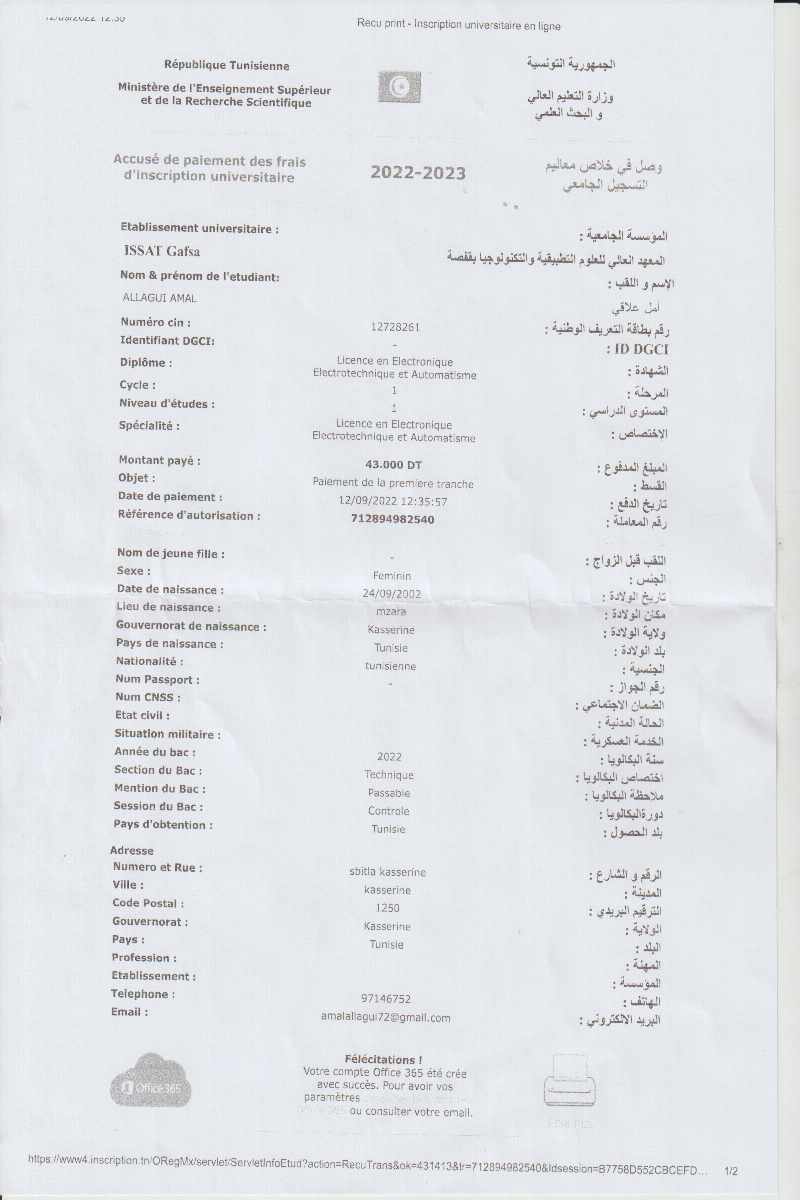 12/09/2022 12:35
Recu print - Inscription universitaire en ligne
République Tunisienne
الجمهورية التونسية
Ministère de l'Enseignement Supérieur
et de la Recherche Scientifique
وزارة التعليم العالي
و البحث العلمي
Accusé de paiement des frais
d'inscription universitaire
2022-2023
وصل في خلاص معاليم
التسجيل الجامعي
Etablissement universitaire :
المؤسسة الجامعية :
ISSAT Gafsa
المعهد العالي للعلوم التطبيقية والتكنولوجيا بقفصة
Nom & prénom de l'etudiant:
الإسم و اللقب :
ALLAGUI AMAL
أمل علاقي
Numéro cin : 12728261 رقم بطاقة التعريف الوطنية :
Identifiant DGCI: - ID DGCI :
Diplôme : Licence en Electronique
Electrotechnique et Automatisme الشهادة :
Cycle : 1 المرحلة :
Niveau d'études : 1 المستوى الدراسي :
Spécialité : Licence en Electronique
Electrotechnique et Automatisme الإختصاص :
Montant payé : 43.000 DT المبلغ المدفوع :
Objet : Paiement de la premiere tranche القسط :
Date de paiement : 12/09/2022 12:35:57 تاريخ الدفع :
Référence d'autorisation : 712894982540 رقم المعاملة :
Nom de jeune fille : - اللقب قبل الزواج :
Sexe : Feminin الجنس :
Date de naissance : 24/09/2002 تاريخ الولادة :
Lieu de naissance : mzara مكان الولادة :
Gouvernorat de naissance : Kasserine ولاية الولادة :
Pays de naissance : Tunisie بلد الولادة :
Nationalité : tunisienne الجنسية :
Num Passport : - رقم الجواز :
Num CNSS : الضمان الاجتماعي :
Etat civil : الحالة المدنية :
Situation militaire : الخدمة العسكرية :
Année du bac : 2022 سنة البكالويا :
Section du Bac : Technique اختصاص البكالويا :
Mention du Bac : Passable ملاحظة البكالويا :
Session du Bac : Controle دورةالبكالويا :
Pays d'obtention : Tunisie بلد الحصول :
Adresse
Numero et Rue : sbitla kasserine الرقم و الشارع :
Ville : kasserine المدينة :
Code Postal : 1250 الترقيم البريدي :
Gouvernorat : Kasserine الولاية :
Pays : Tunisie البلد :
Profession : المهنة :
Etablissement : المؤسسة :
Telephone : 97146752 الهاتف :
Email : amalallagui72@gmail.com البريد الالكتروني :
Office 365
Félécitations !
Votre compte Office 365 été crée
avec succès. Pour avoir vos
paramètres
ou consulter votre email.
https://www4.inscription.tn/ORegMx/servlet/ServletInfoEtud?action=RecuTrans&ok=431413&tr=712894982540&Idsession=B7758D552CBCEFD... 1/2